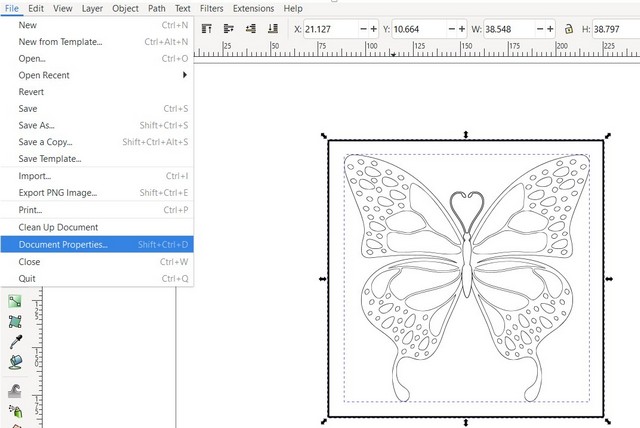 File Edit View Layer Object Path Text Filters Extensions Help
New Ctrl+N
New from Template... Ctrl+Alt+N
Open... Ctrl+O
Open Recent
Revert
Save Ctrl+S
Save As... Shift+Ctrl+S
Save a Copy... Shift+Ctrl+Alt+S
Save Template...
Import... Ctrl+I
Export PNG Image... Shift+Ctrl+E
Print... Ctrl+P
Clean Up Document
Document Properties... Shift+Ctrl+D
Close Ctrl+W
Quit Ctrl+Q
X: 21.127 Y: 10.664 W: 38.548 H: 38.797
25 50 75 100 125 150 175 200 225
125
175